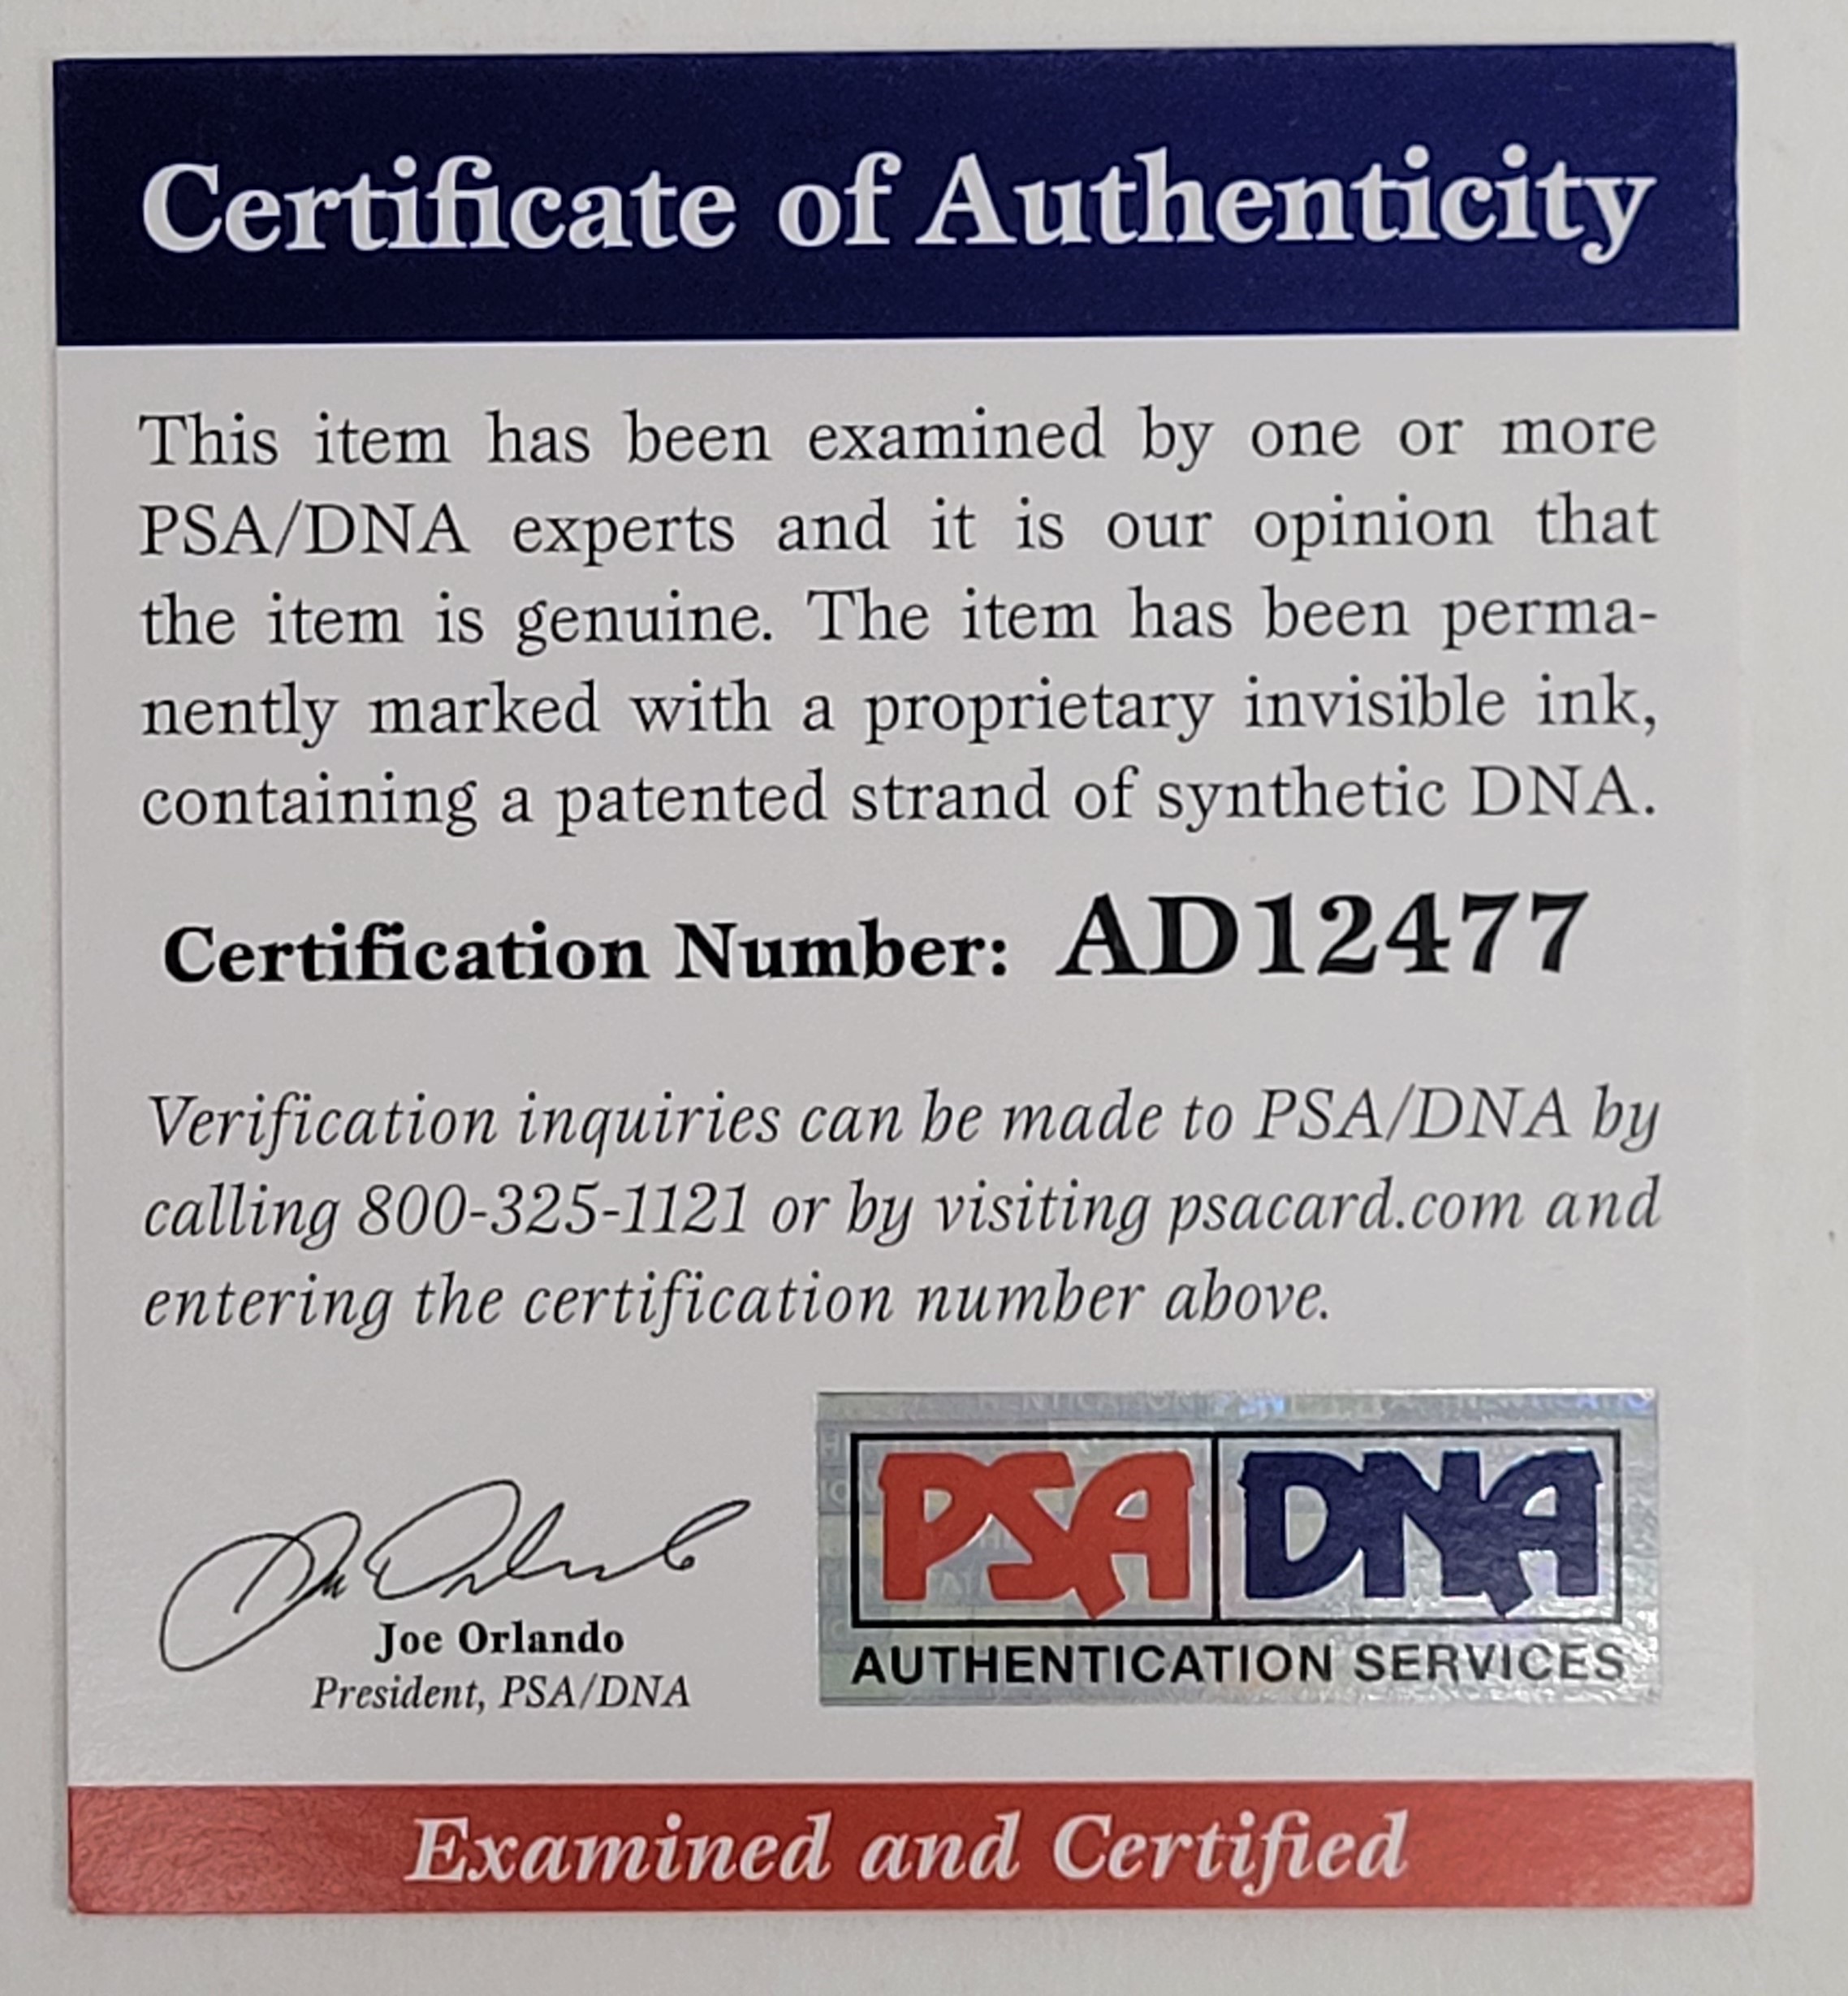 Certificate of Authenticity
This item has been examined by one or more
PSA/DNA experts and it is our opinion that
the item is genuine. The item has been perma-
nently marked with a proprietary invisible ink,
containing a patented strand of synthetic DNA.
Certification Number: AD12477
Verification inquiries can be made to PSA/DNA by
calling 800-325-1121 or by visiting psacard.com and
entering the certification number above.
PSA DNA
AUTHENTICATION SERVICES
Joe Orlando
President, PSA/DNA
Examined and Certified